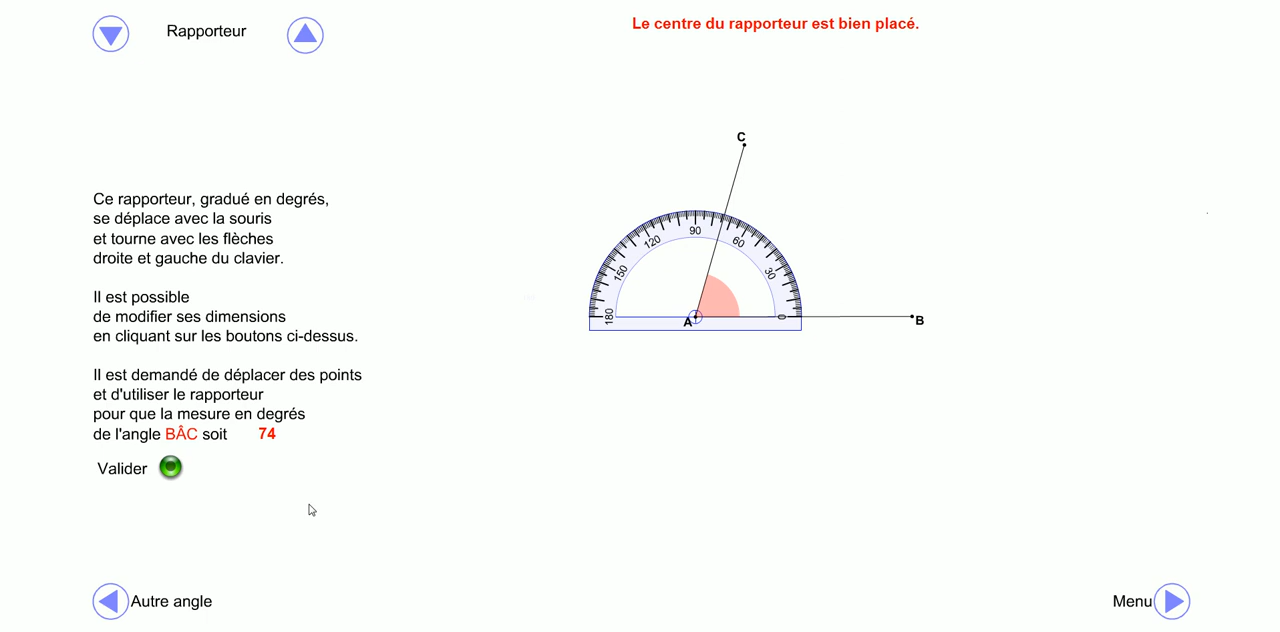 Rapporteur
Le centre du rapporteur est bien placé.
Ce rapporteur, gradué en degrés,
se déplace avec la souris
et tourne avec les flèches
droite et gauche du clavier.
Il est possible
de modifier ses dimensions
en cliquant sur les boutons ci-dessus.
Il est demandé de déplacer des points
et d'utiliser le rapporteur
pour que la mesure en degrés
de l'angle BÂC soit 74
Valider
C
90
120
60
150
30
180
0
A
B
Autre angle
Menu